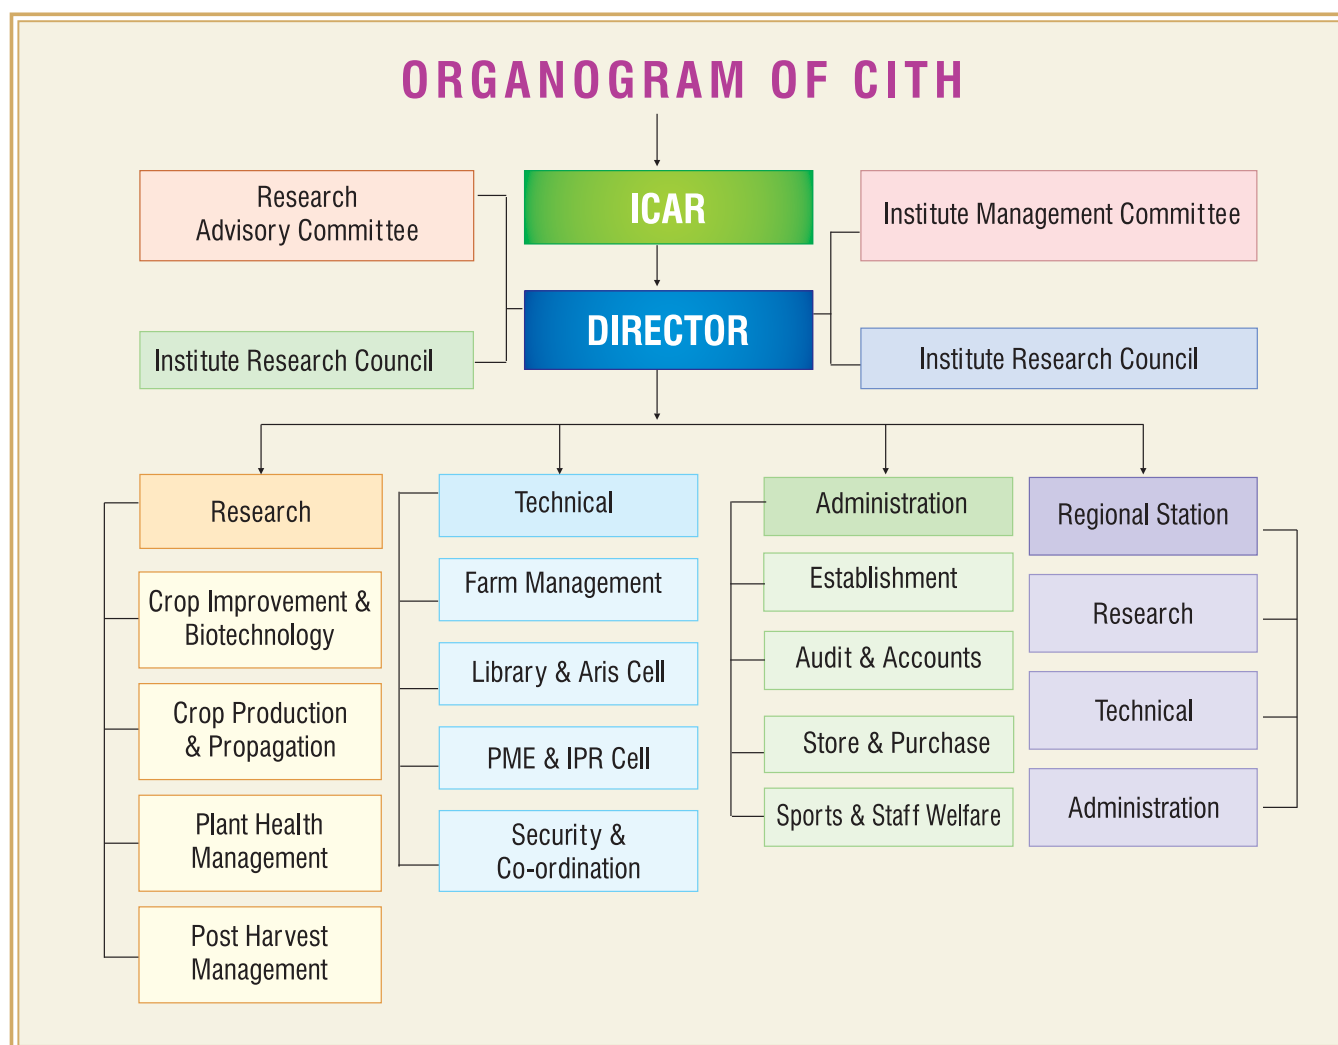 ORGANOGRAM OF CITH
Research
Advisory Committee
ICAR
Institute Management Committee
DIRECTOR
Institute Research Council
Institute Research Council
Research
Crop Improvement &
Biotechnology
Crop Production
& Propagation
Plant Health
Management
Post Harvest
Management
Technical
Farm Management
Library & Aris Cell
PME & IPR Cell
Security &
Co-ordination
Administration
Establishment
Audit & Accounts
Store & Purchase
Sports & Staff Welfare
Regional Station
Research
Technical
Administration